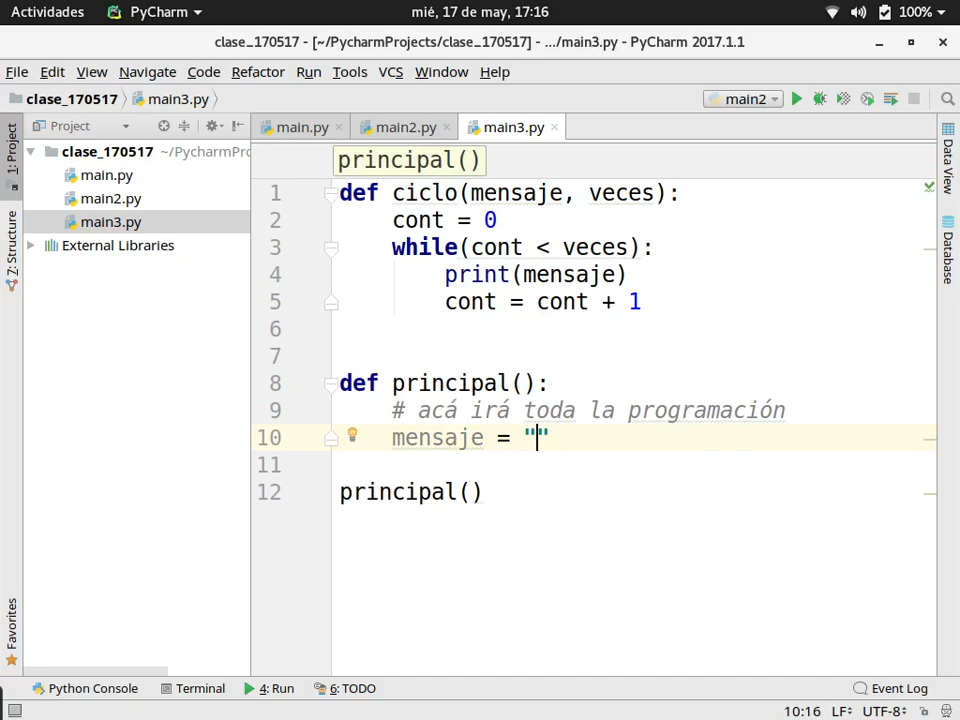 Actividades PyCharm mié, 17 de may, 17:16 100%
clase_170517 - [~/PycharmProjects/clase_170517] - .../main3.py - PyCharm 2017.1.1
File Edit View Navigate Code Refactor Run Tools VCS Window Help
clase_170517 main3.py main2
Project main.py main2.py main3.py
1: Project
7: Structure
Favorites
clase_170517 ~/PycharmPro
main.py
main2.py
main3.py
External Libraries
principal()
1 def ciclo(mensaje, veces):
2 cont = 0
3 while(cont < veces):
4 print(mensaje)
5 cont = cont + 1
6
7
8 def principal():
9 # acá irá toda la programación
10 mensaje = ""
11
12 principal()
Data View
Database
Python Console Terminal 4: Run 6: TODO Event Log
10:16 LF UTF-8